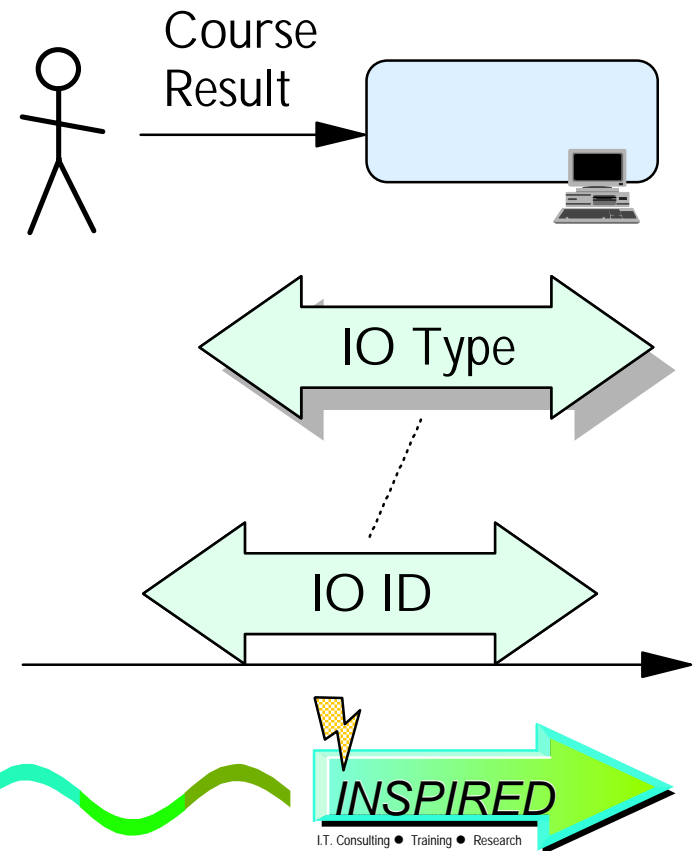 Course
Result
IO Type
IO ID
INSPIRED
I.T. Consulting ● Training ● Research